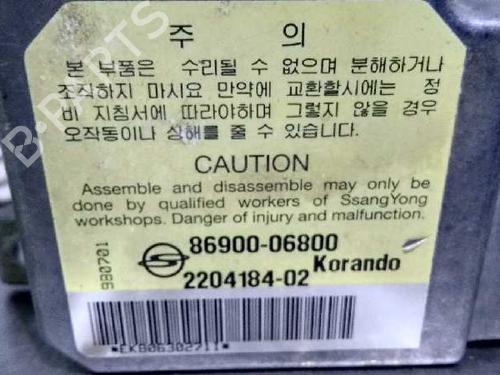 주 의
본 부품은 수리될 수 없으며 분해하거나
조작하지 마시요 만약에 교환할시에는 정
비 지침서에 따라야하며 그렇지 않을 경우
오작동이나 상해를 줄 수 있습니다.
CAUTION
Assemble and disassemble may only be
done by qualified workers of SsangYong
workshops. Danger of injury and malfunction.
86900-06800
Korando
2204184-02
980701
*EKB06302711*
B-PARTS